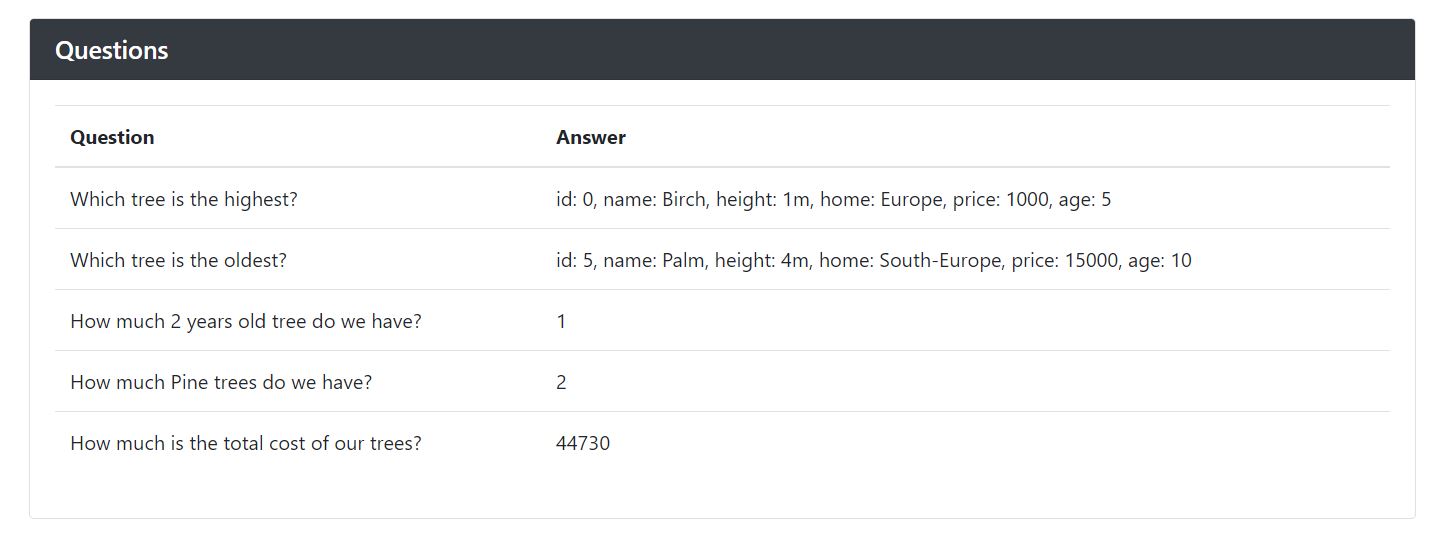 Questions
Question Answer
Which tree is the highest? id: 0, name: Birch, height: 1m, home: Europe, price: 1000, age: 5
Which tree is the oldest? id: 5, name: Palm, height: 4m, home: South-Europe, price: 15000, age: 10
How much 2 years old tree do we have? 1
How much Pine trees do we have? 2
How much is the total cost of our trees? 44730